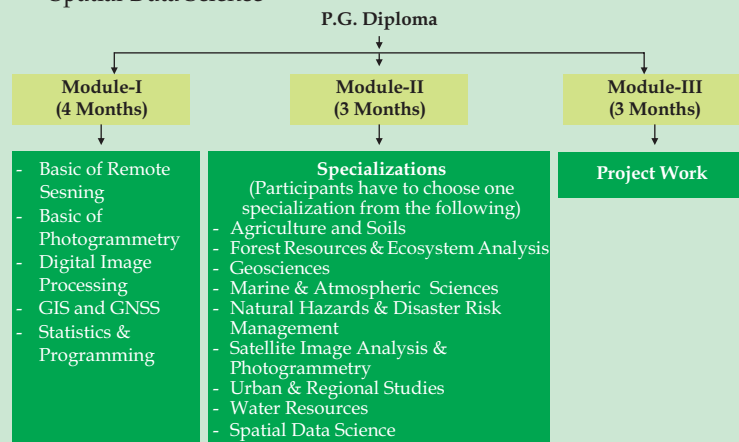 Spatial Data Science
P.G. Diploma
Module-I
(4 Months)
- Basic of Remote
Sesning
- Basic of
Photogrammetry
- Digital Image
Processing
- GIS and GNSS
- Statistics &
Programming
Module-II
(3 Months)
Specializations
(Participants have to choose one
specialization from the following)
- Agriculture and Soils
- Forest Resources & Ecosystem Analysis
- Geosciences
- Marine & Atmospheric Sciences
- Natural Hazards & Disaster Risk
Management
- Satellite Image Analysis &
Photogrammetry
- Urban & Regional Studies
- Water Resources
- Spatial Data Science
Module-III
(3 Months)
Project Work